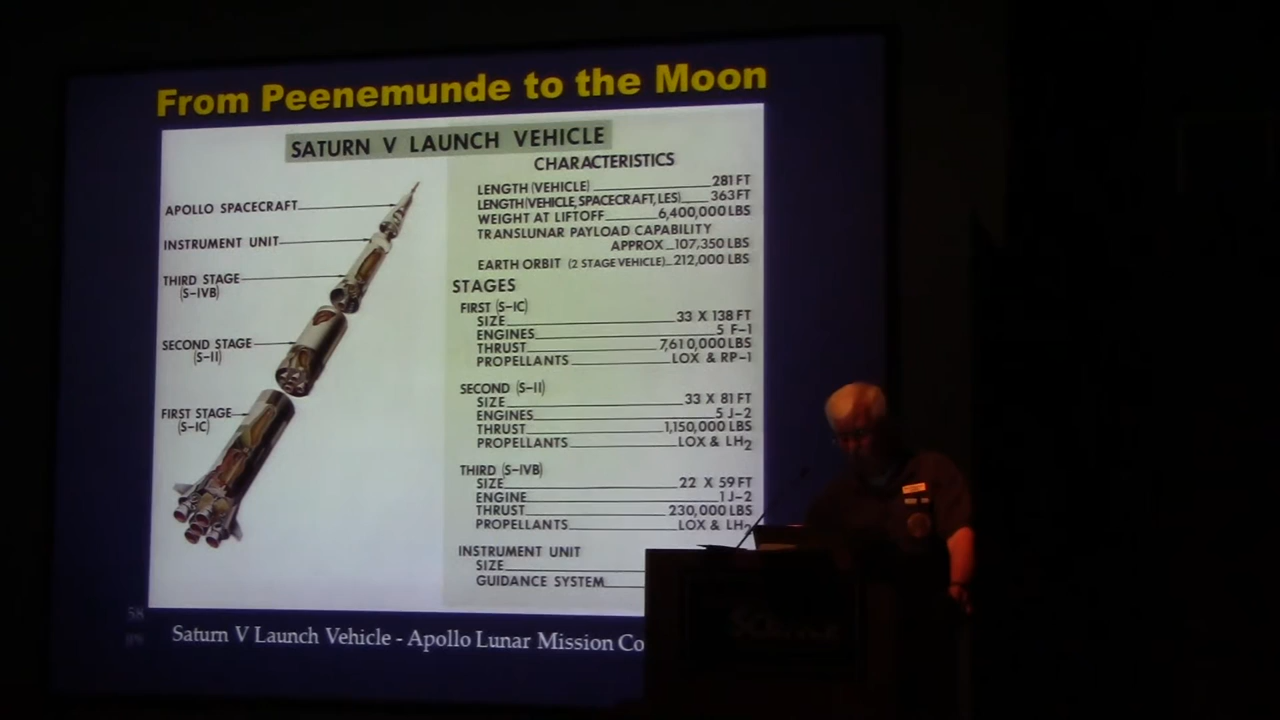 From Peenemunde to the Moon
SATURN V LAUNCH VEHICLE
APOLLO SPACECRAFT
INSTRUMENT UNIT
THIRD STAGE
(S-IVB)
SECOND STAGE
(S-II)
FIRST STAGE
(S-IC)
CHARACTERISTICS
LENGTH (VEHICLE) 281 FT
LENGTH (VEHICLE, SPACECRAFT, LES) 363 FT
WEIGHT AT LIFTOFF 6,400,000 LBS
TRANSLUNAR PAYLOAD CAPABILITY
APPROX 107,350 LBS
EARTH ORBIT (2 STAGE VEHICLE) 212,000 LBS
STAGES
FIRST (S-IC)
SIZE 33 X 138 FT
ENGINES 5 F-1
THRUST 7,610,000 LBS
PROPELLANTS LOX & RP-1
SECOND (S-II)
SIZE 33 X 81 FT
ENGINES 5 J-2
THRUST 1,150,000 LBS
PROPELLANTS LOX & LH2
THIRD (S-IVB)
SIZE 22 X 59 FT
ENGINE 1 J-2
THRUST 230,000 LBS
PROPELLANTS LOX & LH2
INSTRUMENT UNIT
SIZE
GUIDANCE SYSTEM
58
Saturn V Launch Vehicle - Apollo Lunar Mission Co